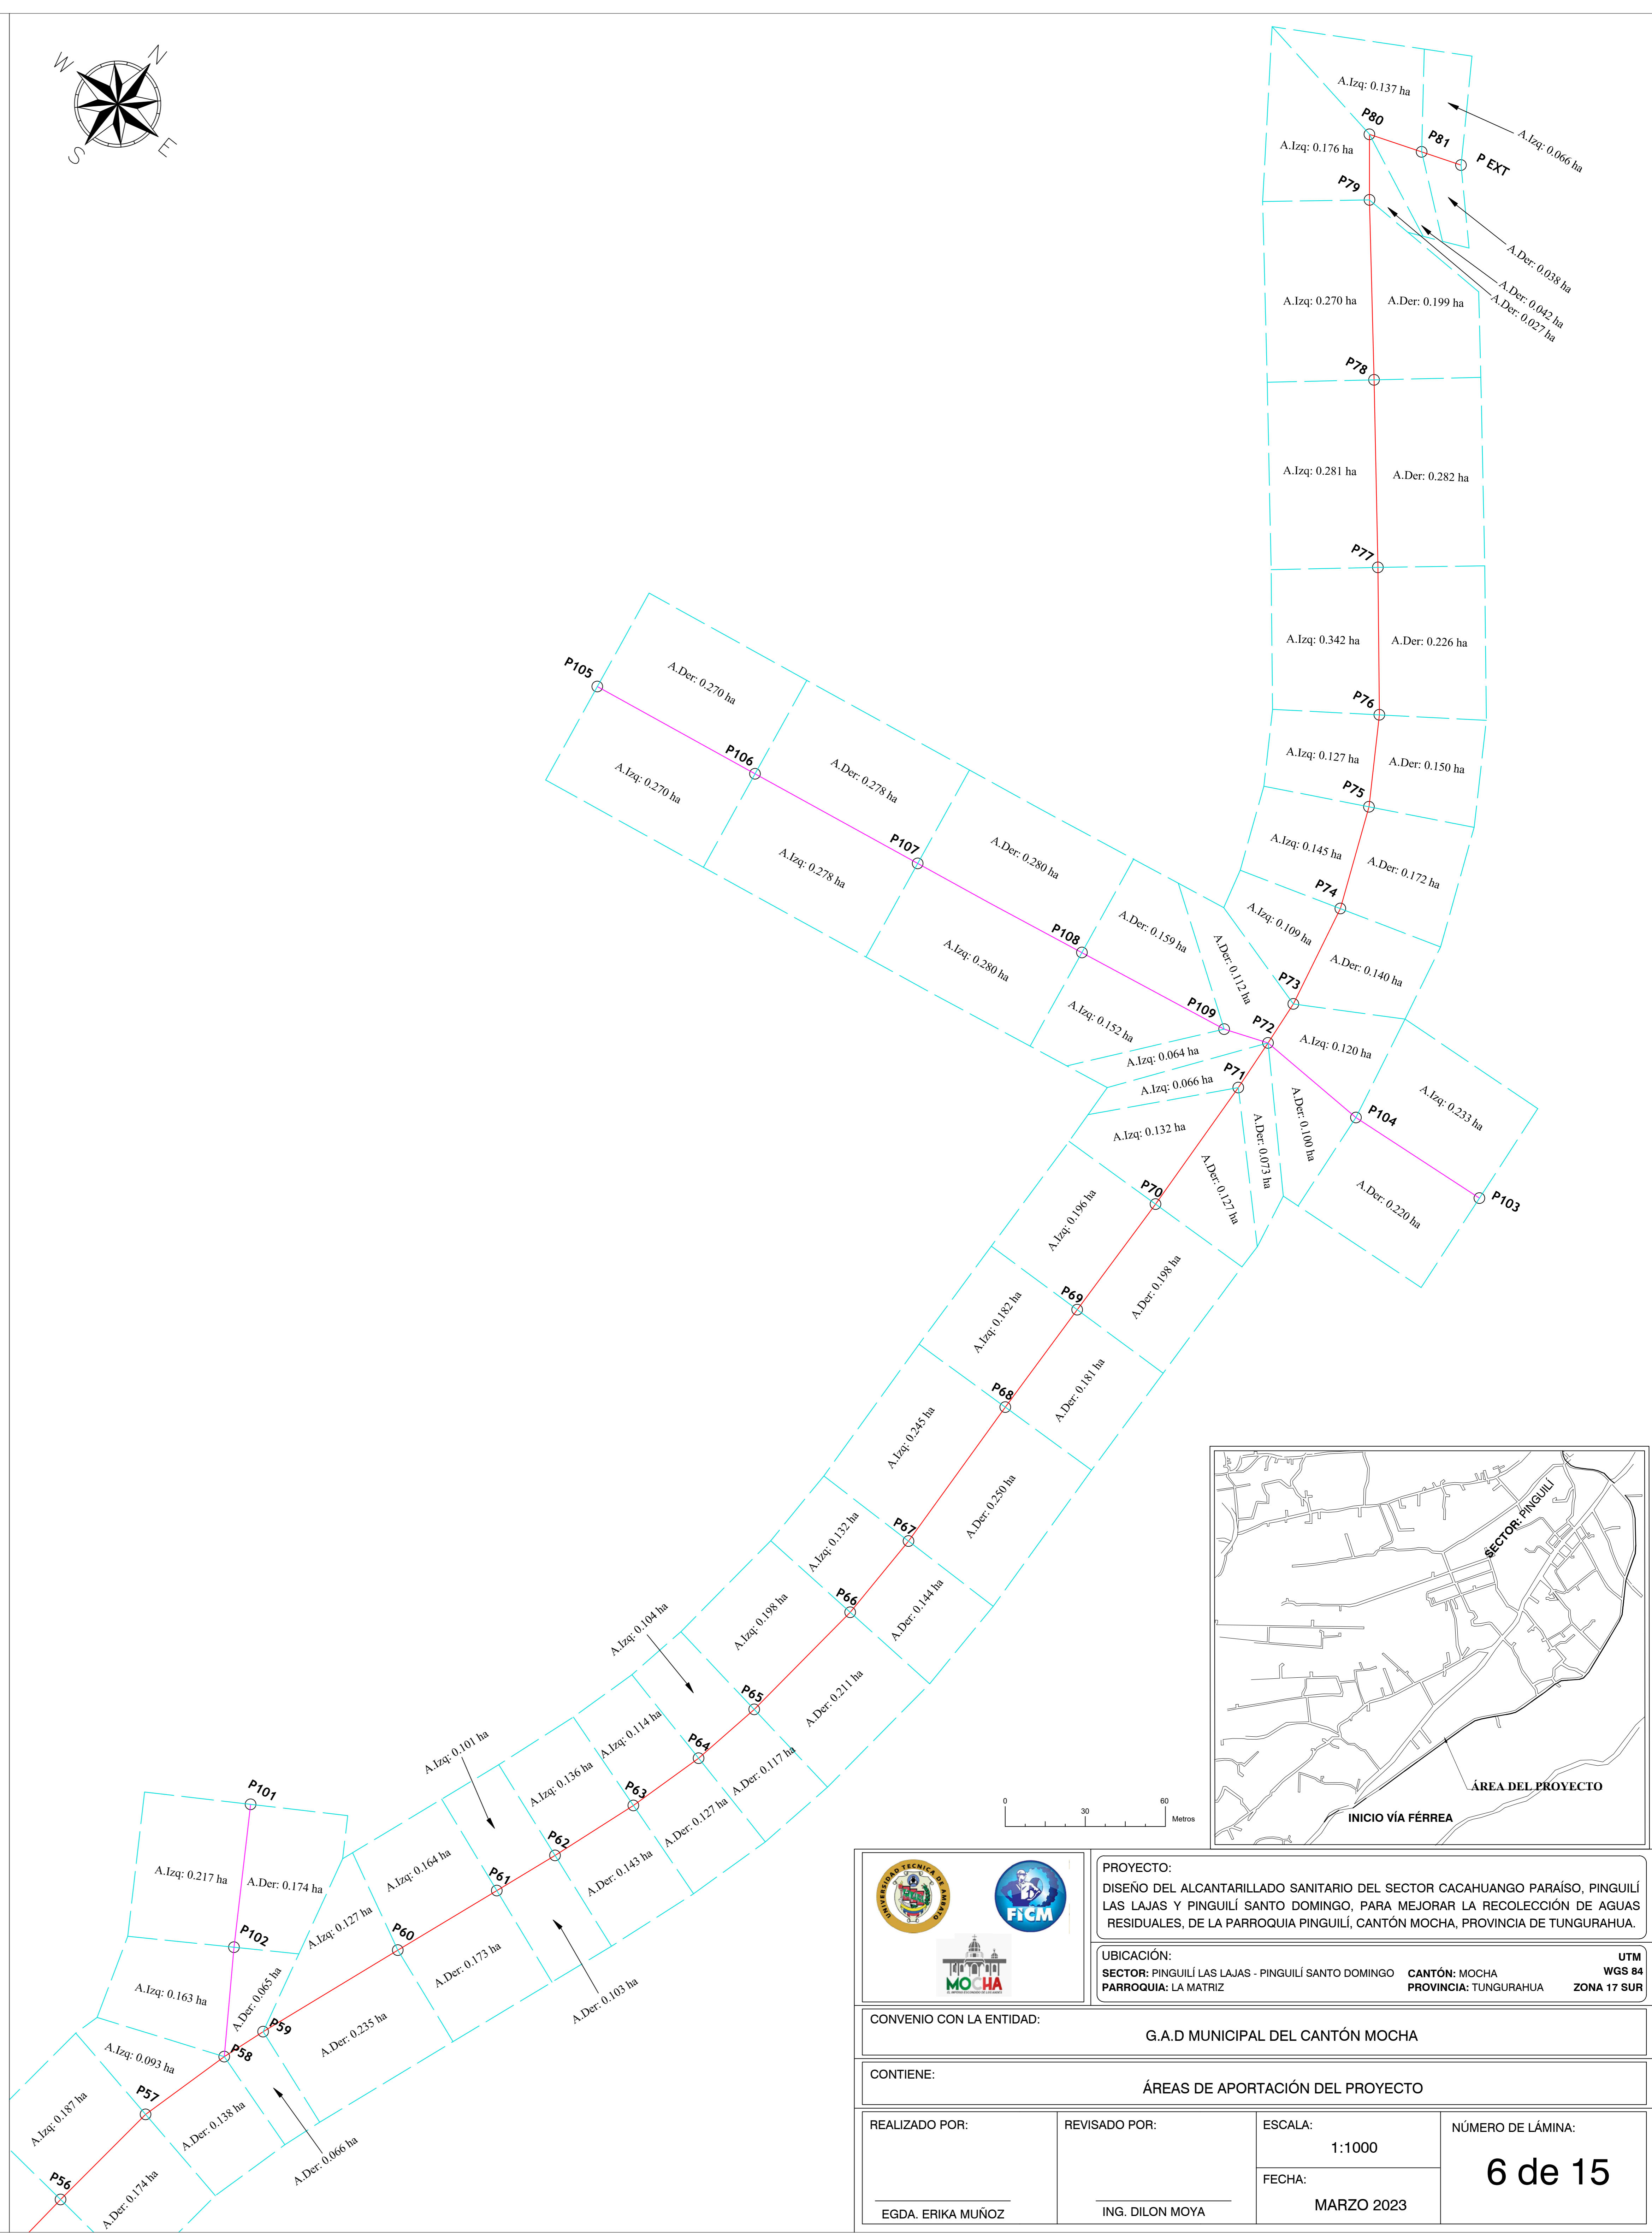 N
W
E
S
A.Izq: 0.137 ha
P80
P81
P EXT
A.Izq: 0.066 ha
A.Izq: 0.176 ha
P79
A.Der: 0.038 ha
A.Der: 0.042 ha
A.Der: 0.027 ha
A.Izq: 0.270 ha
A.Der: 0.199 ha
P78
A.Izq: 0.281 ha
A.Der: 0.282 ha
P77
A.Izq: 0.342 ha
A.Der: 0.226 ha
P76
A.Izq: 0.127 ha
A.Der: 0.150 ha
P75
A.Izq: 0.145 ha
A.Der: 0.172 ha
P74
A.Izq: 0.109 ha
A.Der: 0.140 ha
P73
P105
A.Der: 0.270 ha
A.Izq: 0.270 ha
P106
A.Der: 0.278 ha
A.Izq: 0.278 ha
P107
A.Der: 0.280 ha
A.Izq: 0.280 ha
P108
A.Der: 0.159 ha
A.Der: 0.112 ha
A.Izq: 0.152 ha
P109
P72
A.Izq: 0.064 ha
A.Izq: 0.120 ha
P71
A.Izq: 0.066 ha
A.Izq: 0.132 ha
A.Der: 0.073 ha
A.Der: 0.100 ha
P104
A.Izq: 0.233 ha
P103
A.Der: 0.220 ha
A.Der: 0.127 ha
P70
A.Izq: 0.196 ha
A.Der: 0.198 ha
P69
A.Izq: 0.182 ha
A.Der: 0.181 ha
P68
A.Izq: 0.245 ha
A.Der: 0.250 ha
P67
A.Izq: 0.132 ha
A.Der: 0.144 ha
P66
A.Izq: 0.198 ha
A.Der: 0.211 ha
P65
A.Izq: 0.104 ha
A.Der: 0.117 ha
P64
A.Izq: 0.114 ha
A.Der: 0.127 ha
P63
A.Izq: 0.136 ha
A.Der: 0.143 ha
P62
A.Izq: 0.101 ha
A.Der: 0.103 ha
P61
A.Izq: 0.164 ha
A.Der: 0.173 ha
P60
A.Izq: 0.127 ha
A.Der: 0.235 ha
P59
P101
A.Izq: 0.217 ha
A.Der: 0.174 ha
P102
A.Izq: 0.163 ha
A.Der: 0.065 ha
P58
A.Izq: 0.093 ha
A.Der: 0.066 ha
P57
A.Der: 0.138 ha
A.Izq: 0.187 ha
P56
A.Der: 0.174 ha
0
30
60
Metros
SECTOR: PINGUILÍ
ÁREA DEL PROYECTO
INICIO VÍA FÉRREA
UNIVERSIDAD TECNICA DE AMBATO
FICM
MOCHA
PROYECTO:
DISEÑO DEL ALCANTARILLADO SANITARIO DEL SECTOR CACAHUANGO PARAÍSO, PINGUILÍ
LAS LAJAS Y PINGUILÍ SANTO DOMINGO, PARA MEJORAR LA RECOLECCIÓN DE AGUAS
RESIDUALES, DE LA PARROQUIA PINGUILÍ, CANTÓN MOCHA, PROVINCIA DE TUNGURAHUA.
UBICACIÓN:
UTM
SECTOR: PINGUILÍ LAS LAJAS - PINGUILÍ SANTO DOMINGO CANTÓN: MOCHA WGS 84
PARROQUIA: LA MATRIZ PROVINCIA: TUNGURAHUA ZONA 17 SUR
CONVENIO CON LA ENTIDAD:
G.A.D MUNICIPAL DEL CANTÓN MOCHA
CONTIENE:
ÁREAS DE APORTACIÓN DEL PROYECTO
REALIZADO POR:
EGDA. ERIKA MUÑOZ
REVISADO POR:
ING. DILON MOYA
ESCALA:
1:1000
FECHA:
MARZO 2023
NÚMERO DE LÁMINA:
6 de 15